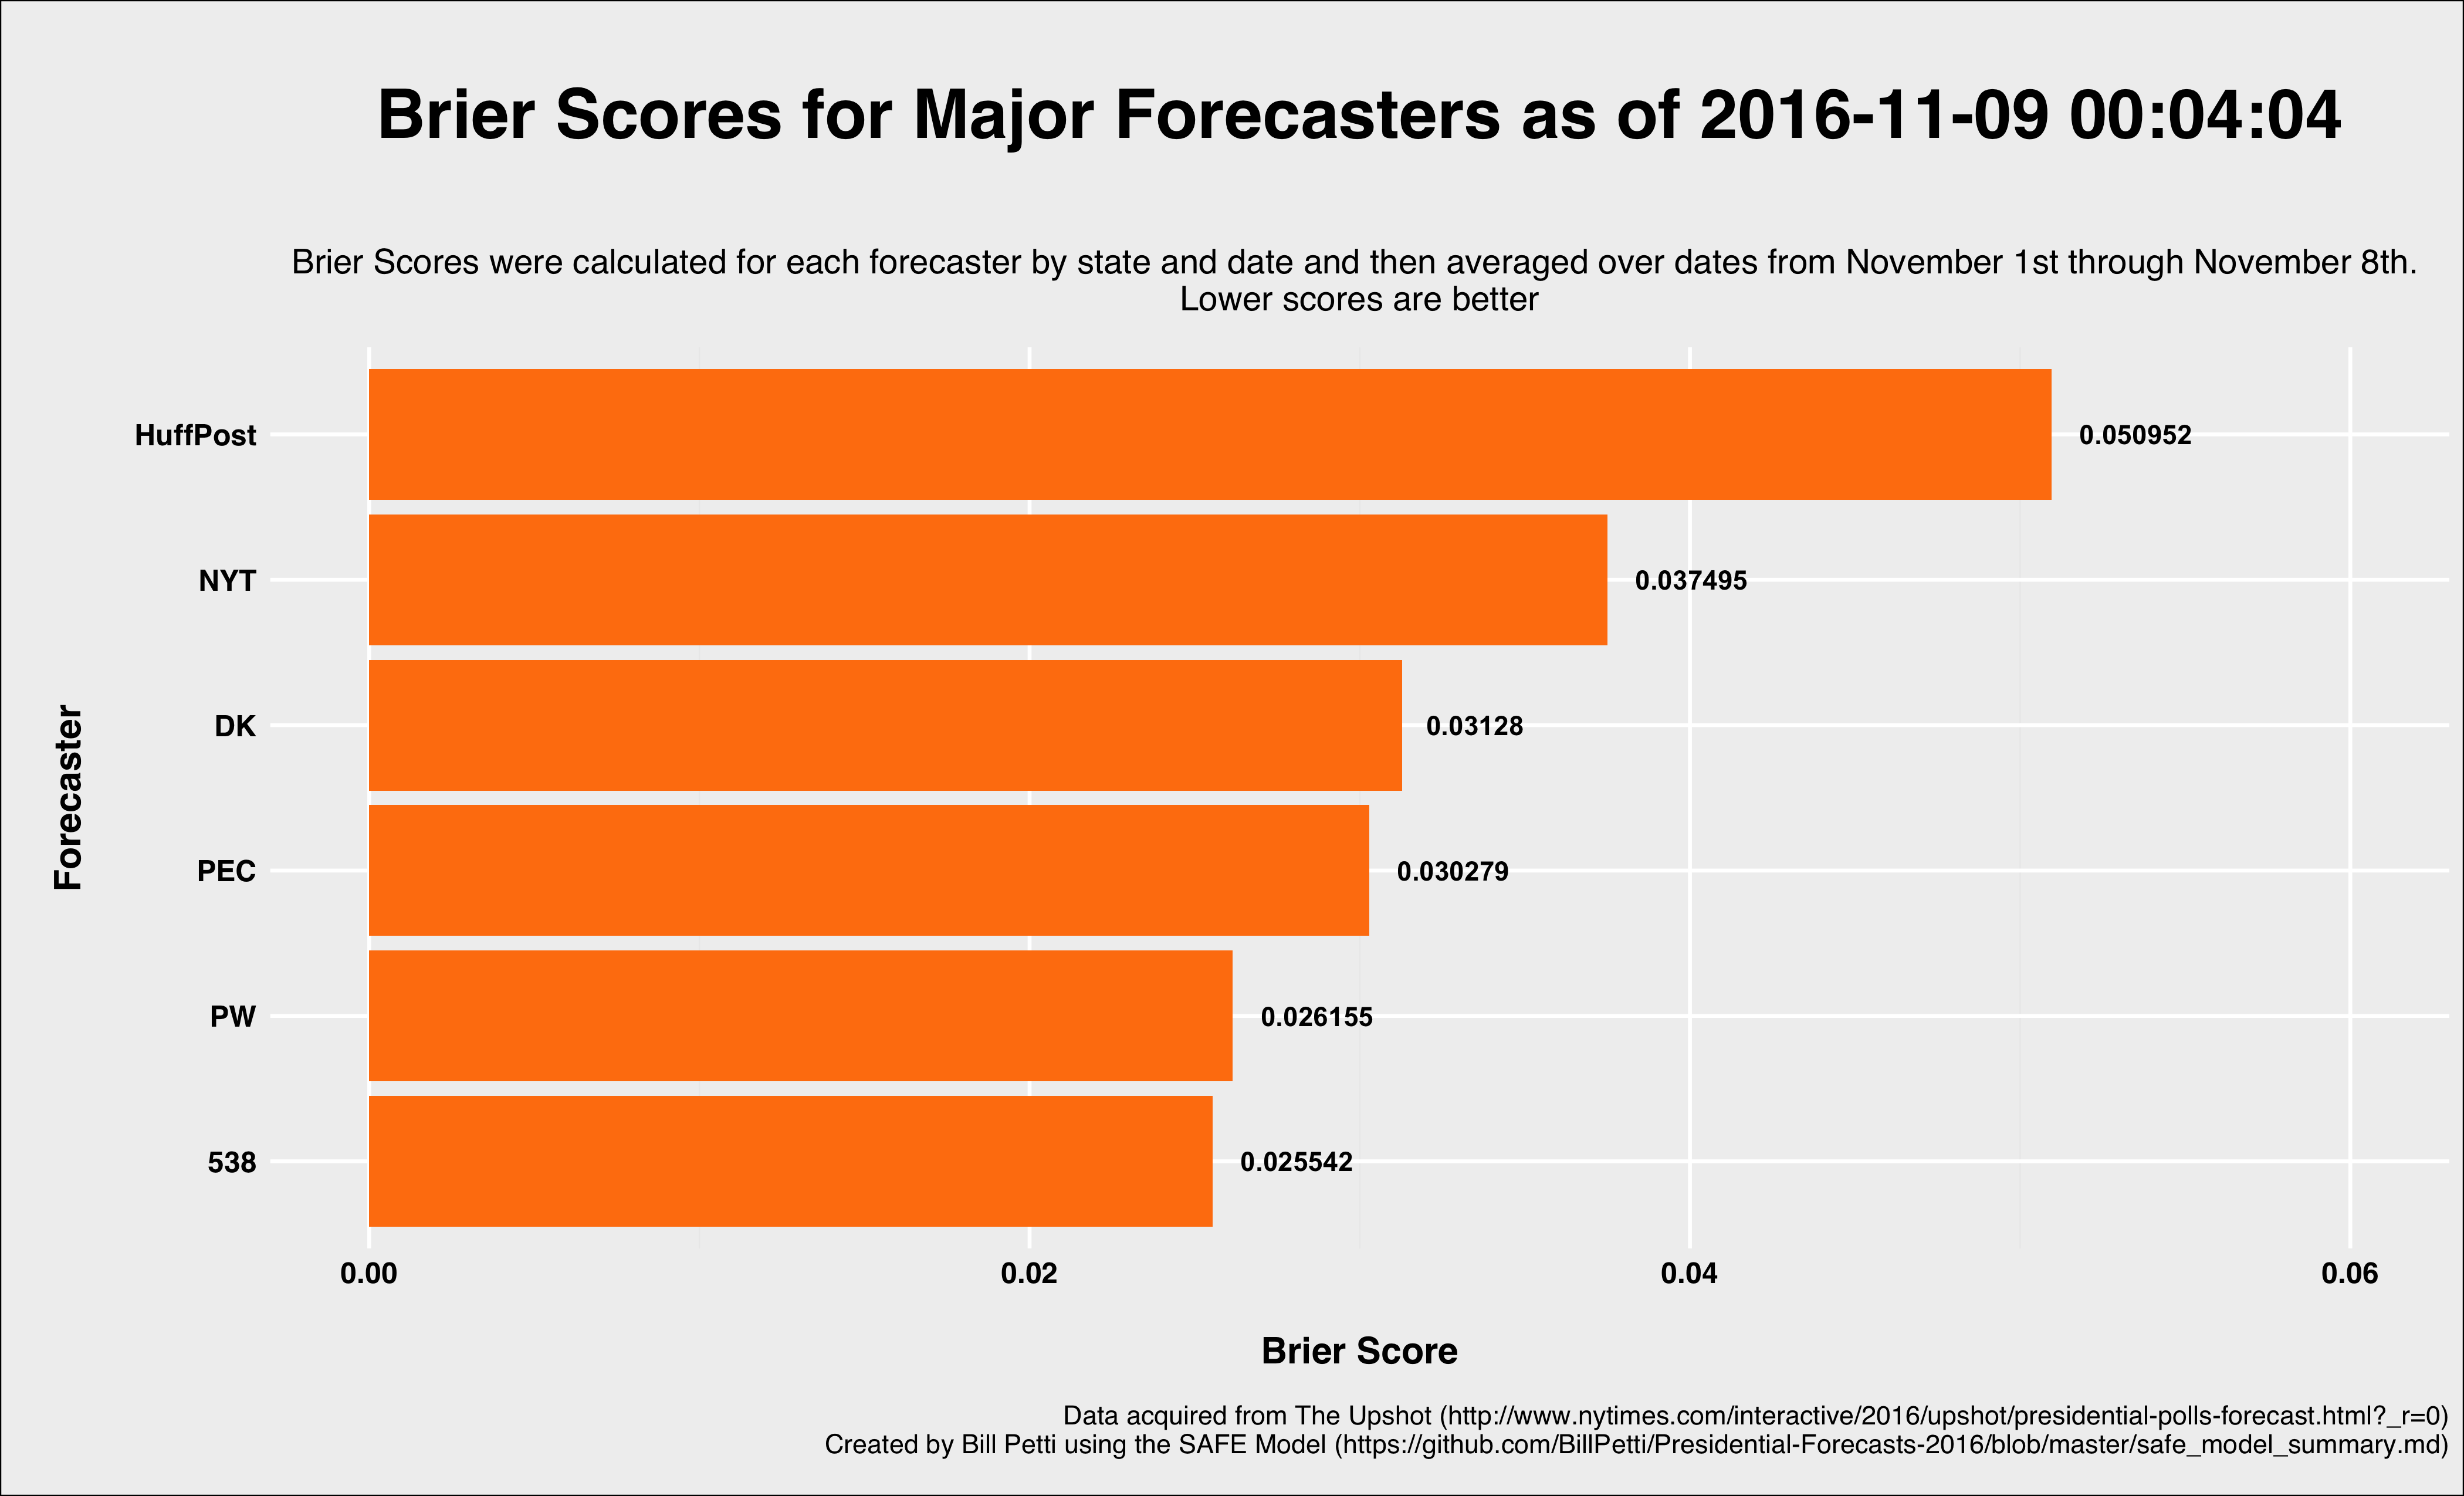 Brier Scores for Major Forecasters as of 2016-11-09 00:04:04
Brier Scores were calculated for each forecaster by state and date and then averaged over dates from November 1st through November 8th.
Lower scores are better
Forecaster
HuffPost 0.050952
NYT 0.037495
DK 0.03128
PEC 0.030279
PW 0.026155
538 0.025542
0.00 0.02 0.04 0.06
Brier Score
Data acquired from The Upshot (http://www.nytimes.com/interactive/2016/upshot/presidential-polls-forecast.html?_r=0)
Created by Bill Petti using the SAFE Model (https://github.com/BillPetti/Presidential-Forecasts-2016/blob/master/safe_model_summary.md)